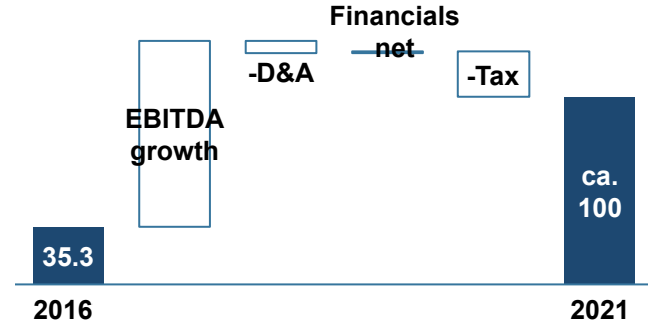 Financials
net
-D&A
-Tax
EBITDA
growth
ca.
100
35.3
2016
2021